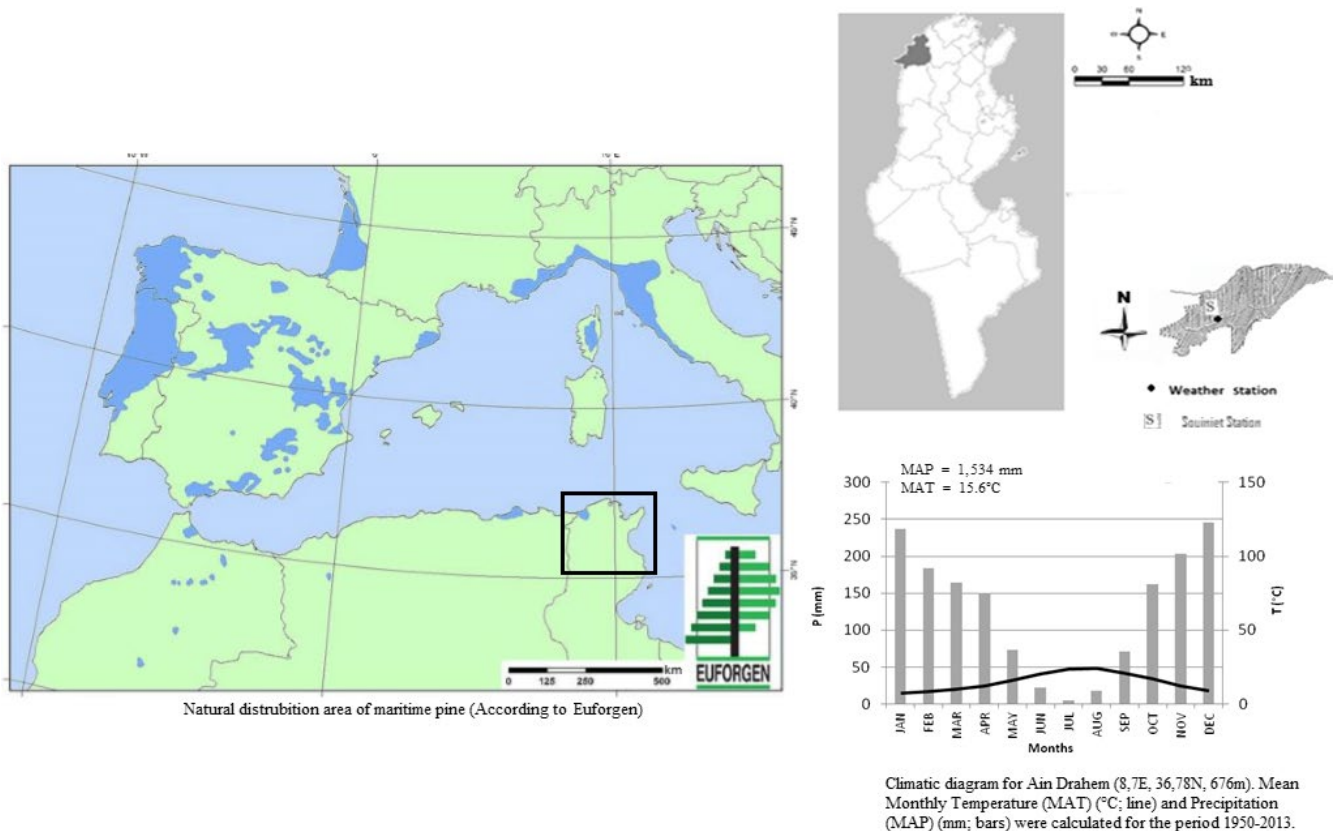 10°W
0°
10°E
45°N
40°N
35°N
km
0 125 250 500
EUFORGEN
Natural distrubition area of maritime pine (According to Euforgen)
N
O E
S
0 30 60 120
km
N
S
Weather Station
S Souiniet Station
MAP = 1,534 mm
MAT = 15.6°C
300
250
200
150
100
50
0
P (mm)
150
100
50
0
T (°C)
JAN FEB MAR APR MAY JUN JUL AUG SEP OCT NOV DEC
Months
Climatic diagram for Ain Drahem (8,7E, 36,78N, 676m). Mean
Monthly Temperature (MAT) (°C; line) and Precipitation
(MAP) (mm; bars) were calculated for the period 1950-2013.